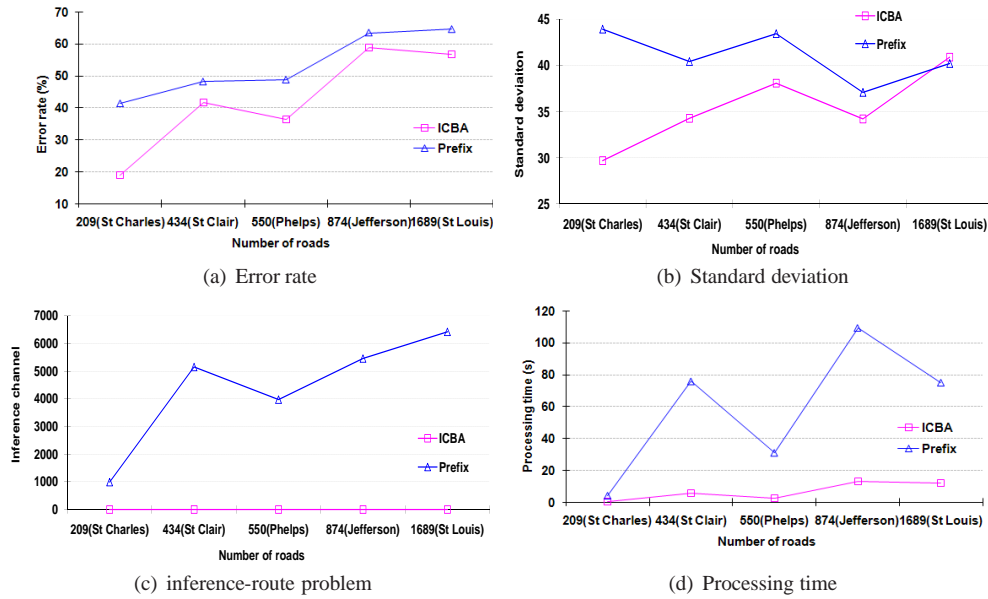 70
60
50
40
30
20
10
Error rate (%)
ICBA
Prefix
209(St Charles) 434(St Clair) 550(Phelps) 874(Jefferson) 1689(St Louis)
Number of roads
(a) Error rate
45
40
35
30
25
Standard deviaiton
ICBA
Prefix
209(St Charles) 434(St Clair) 550(Phelps) 874(Jefferson) 1689(St Louis)
Number of roads
(b) Standard deviation
7000
6000
5000
4000
3000
2000
1000
0
Inference channel
ICBA
Prefix
209(St Charles) 434(St Clair) 550(Phelps) 874(Jefferson) 1689(St Louis)
Number of roads
(c) inference-route problem
120
100
80
60
40
20
0
Processing time (s)
ICBA
Prefix
209(St Charles) 434(St Clair) 550(Phelps) 874(Jefferson) 1689(St Louis)
Number of roads
(d) Processing time